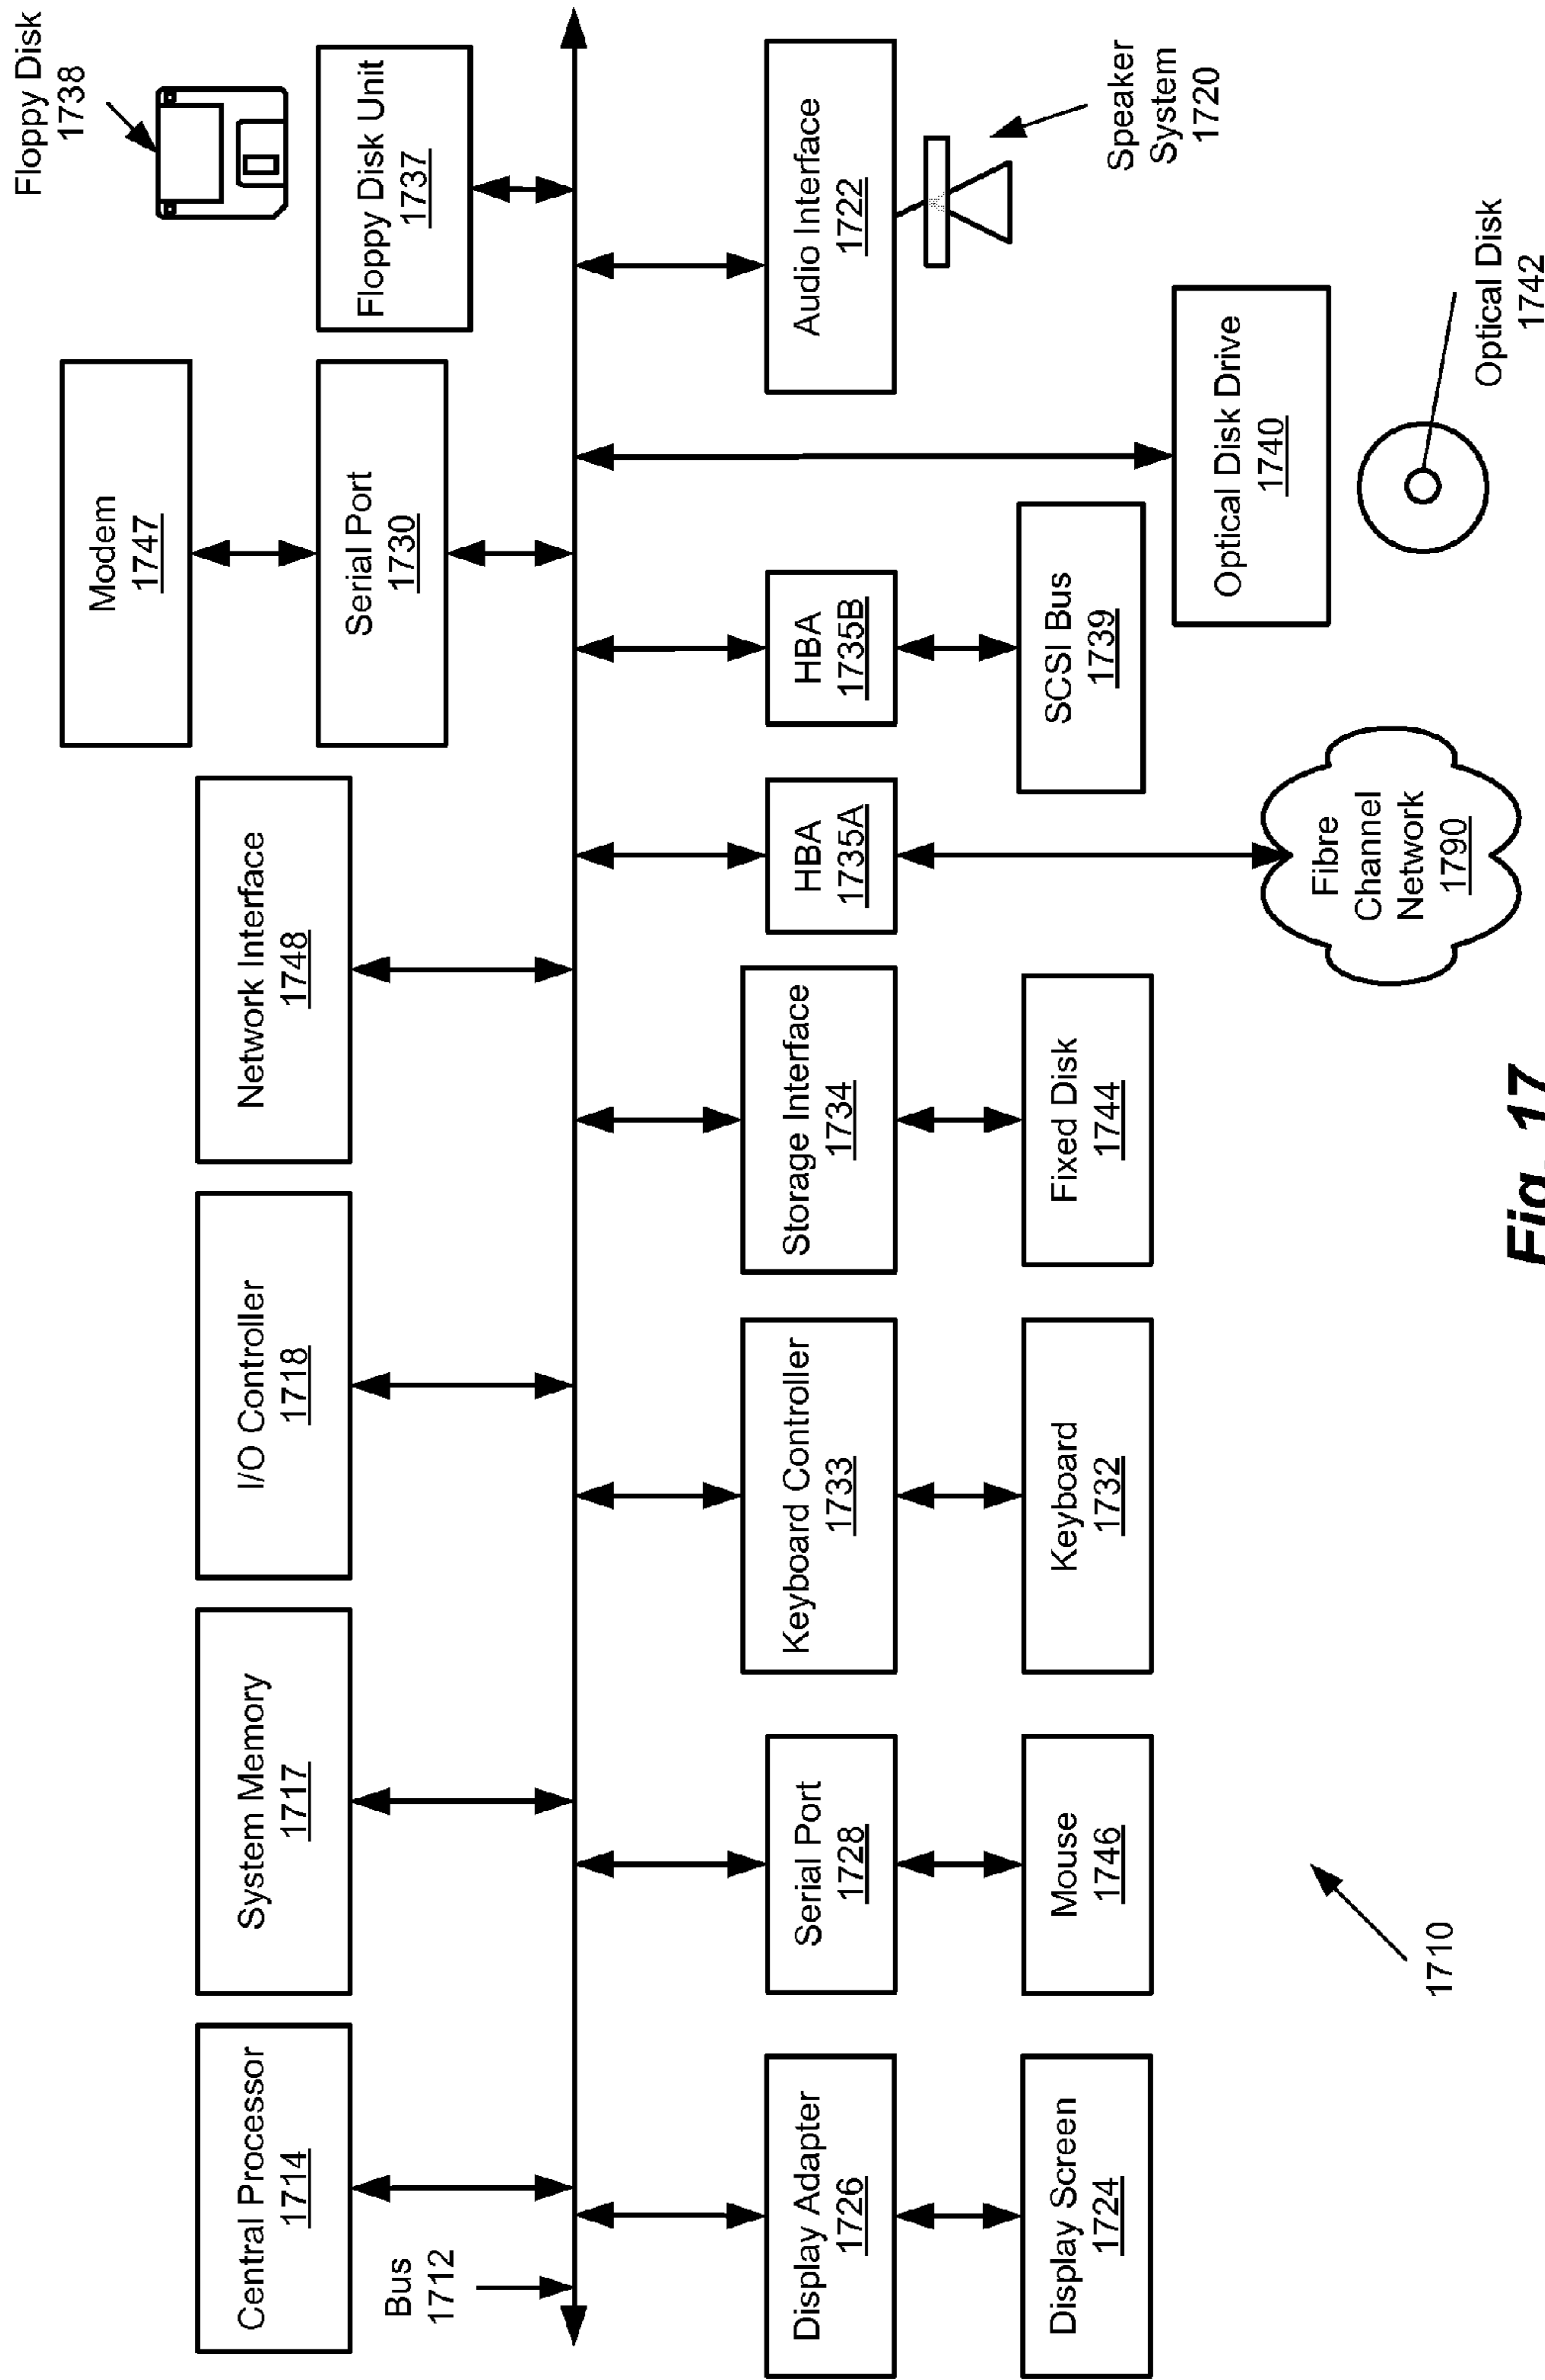 Central Processor
1714
System Memory
1717
I/O Controller
1718
Network Interface
1748
Modem
1747
Serial Port
1730
Floppy Disk
1738
Floppy Disk Unit
1737
Bus
1712
Display Adapter
1726
Display Screen
1724
Serial Port
1728
Mouse
1746
Keyboard Controller
1733
Keyboard
1732
Storage Interface
1734
Fixed Disk
1744
HBA
1735A
Fibre
Channel
Network
1790
HBA
1735B
SCSI Bus
1739
Optical Disk Drive
1740
Optical Disk
1742
Audio Interface
1722
Speaker
System
1720
1710
Fig. 17